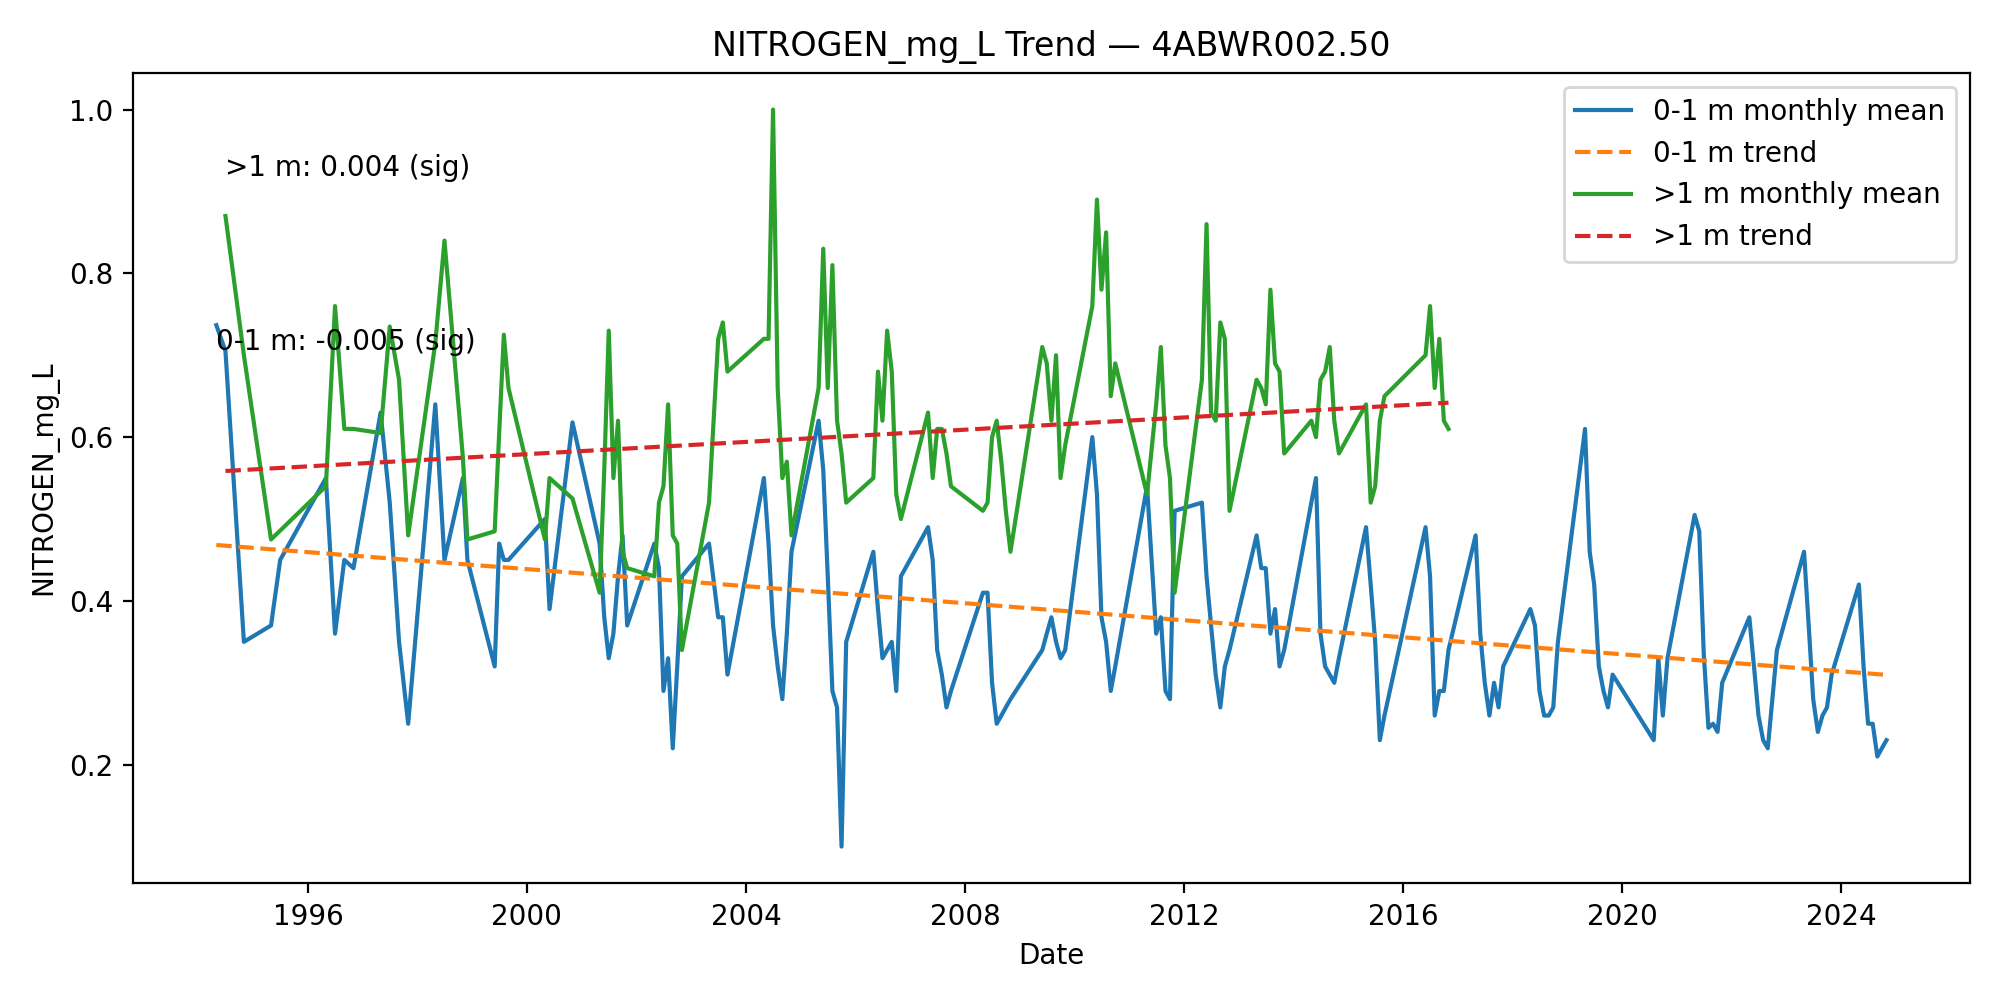 NITROGEN_mg_L Trend — 4ABWR002.50
NITROGEN_mg_L
1.0
0.8
0.6
0.4
0.2
>1 m: 0.004 (sig)
0-1 m: -0.005 (sig)
0-1 m monthly mean
0-1 m trend
>1 m monthly mean
>1 m trend
1996 2000 2004 2008 2012 2016 2020 2024
Date